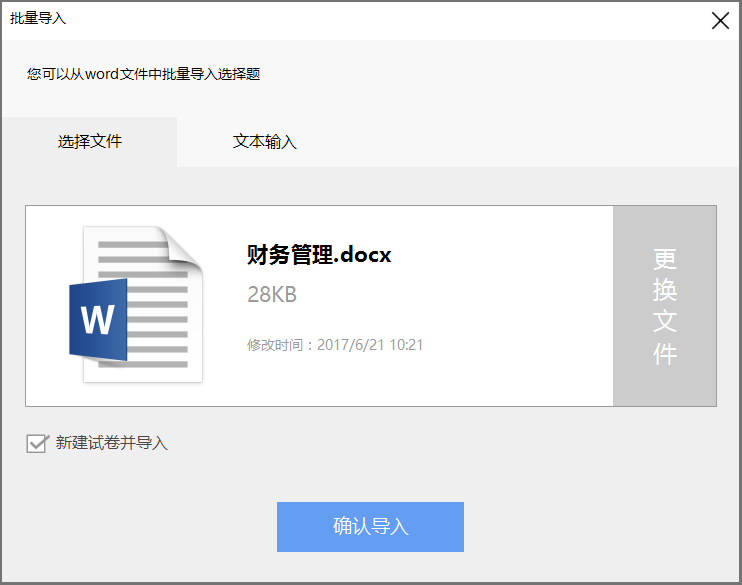 批量导入
您可以从word文件中批量导入选择题
选择文件
文本输入
W
财务管理.docx
28KB
修改时间：2017/6/21 10:21
更换文件
新建试卷并导入
确认导入